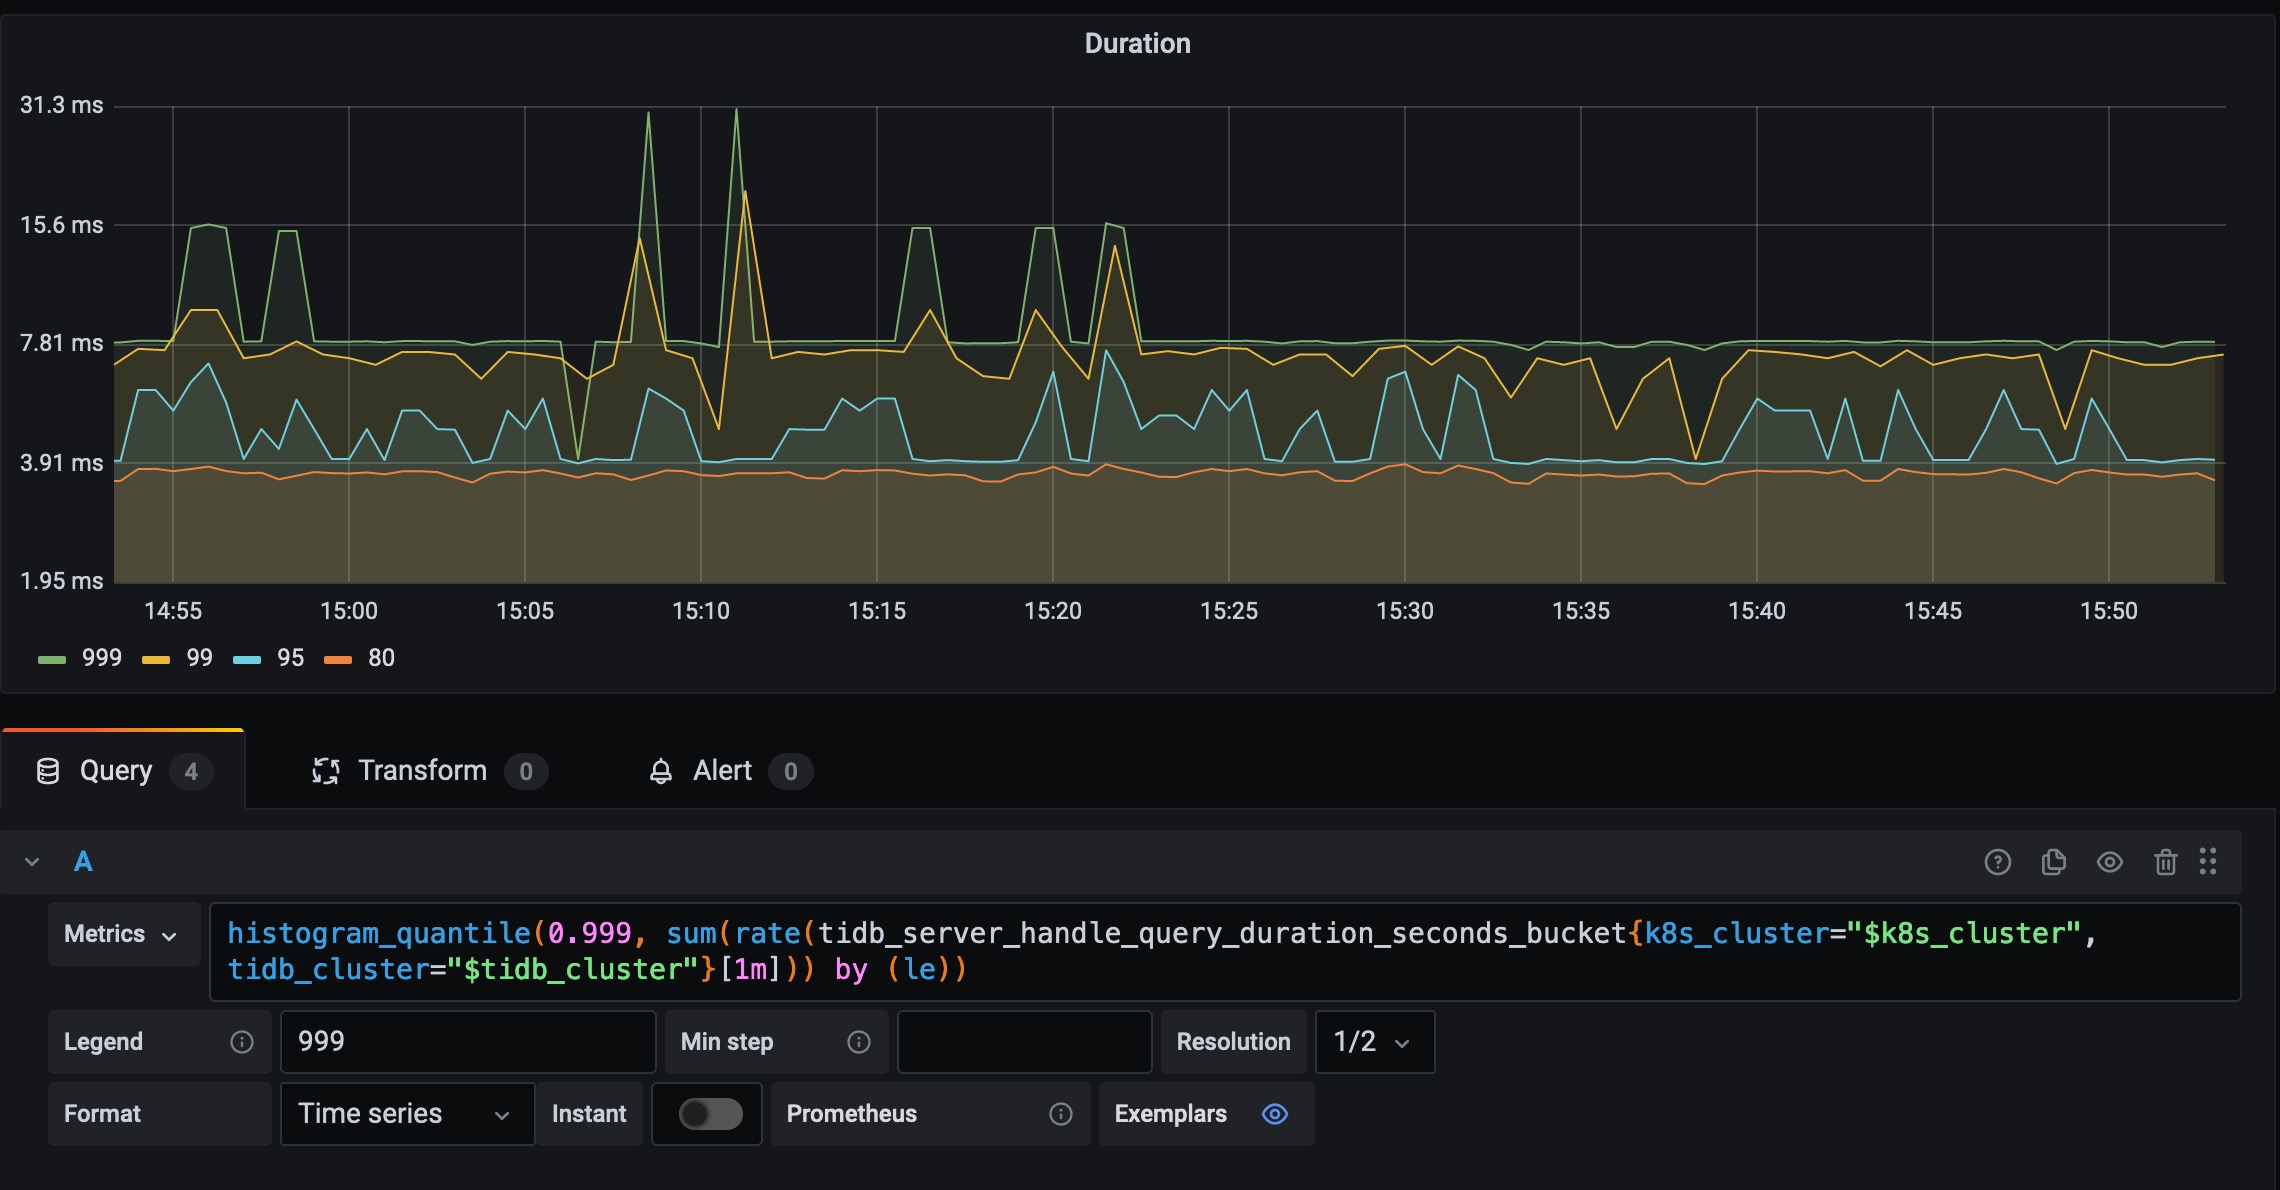 Duration
31.3 ms
15.6 ms
7.81 ms
3.91 ms
1.95 ms
14:55 15:00 15:05 15:10 15:15 15:20 15:25 15:30 15:35 15:40 15:45 15:50
999 99 95 80
Query 4 Transform 0 Alert 0
A
Metrics histogram_quantile(0.999, sum(rate(tidb_server_handle_query_duration_seconds_bucket{k8s_cluster="$k8s_cluster",
tidb_cluster="$tidb_cluster"}[1m])) by (le))
Legend 999 Min step Resolution 1/2
Format Time series Instant Prometheus Exemplars